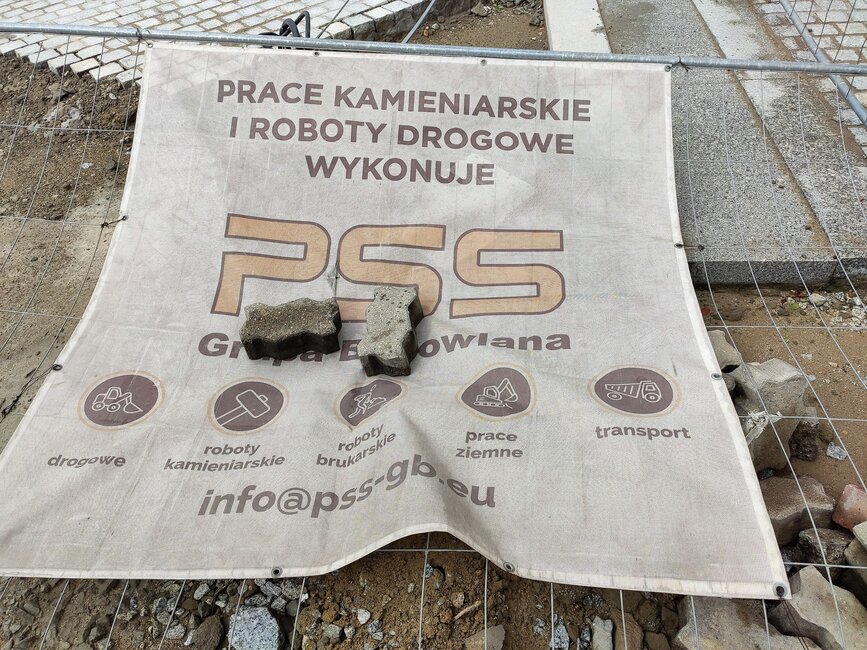 PRACE KAMIENIARSKIE
I ROBOTY DROGOWE
WYKONUJE
PSS
drogowe
roboty
kamieniarskie
roboty
brukarskie
prace
ziemne
transport
info@pss-gb.eu